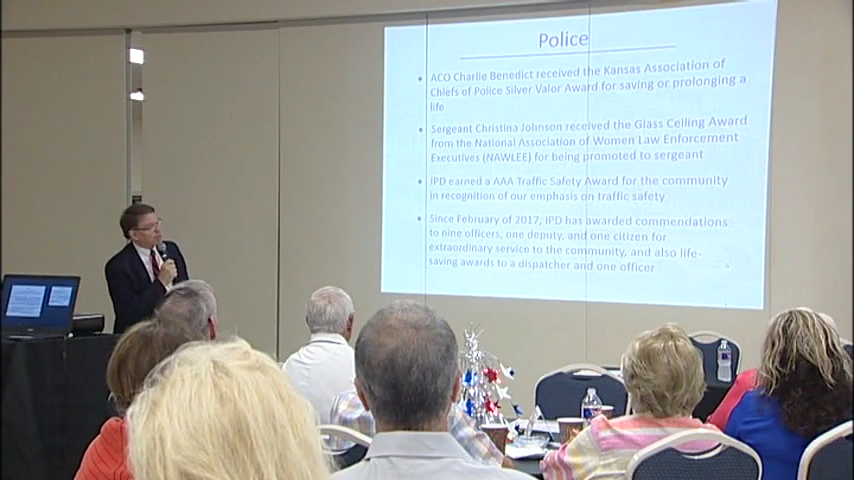 Police
• ACO Charlie Benedict received the Kansas Association of
Chiefs of Police Silver Valor Award for saving or prolonging a
life
• Sergeant Christina Johnson received the Glass Ceiling Award
from the National Association of Women Law Enforcement
Executives (NAWLEE) for being promoted to sergeant
• IPD earned a AAA Traffic Safety Award for the community
in recognition of our emphasis on traffic safety
• Since February of 2017, IPD has awarded commendations
to nine officers, one deputy, and one citizen for
extraordinary service to the community, and also life-
saving awards to a dispatcher and one officer